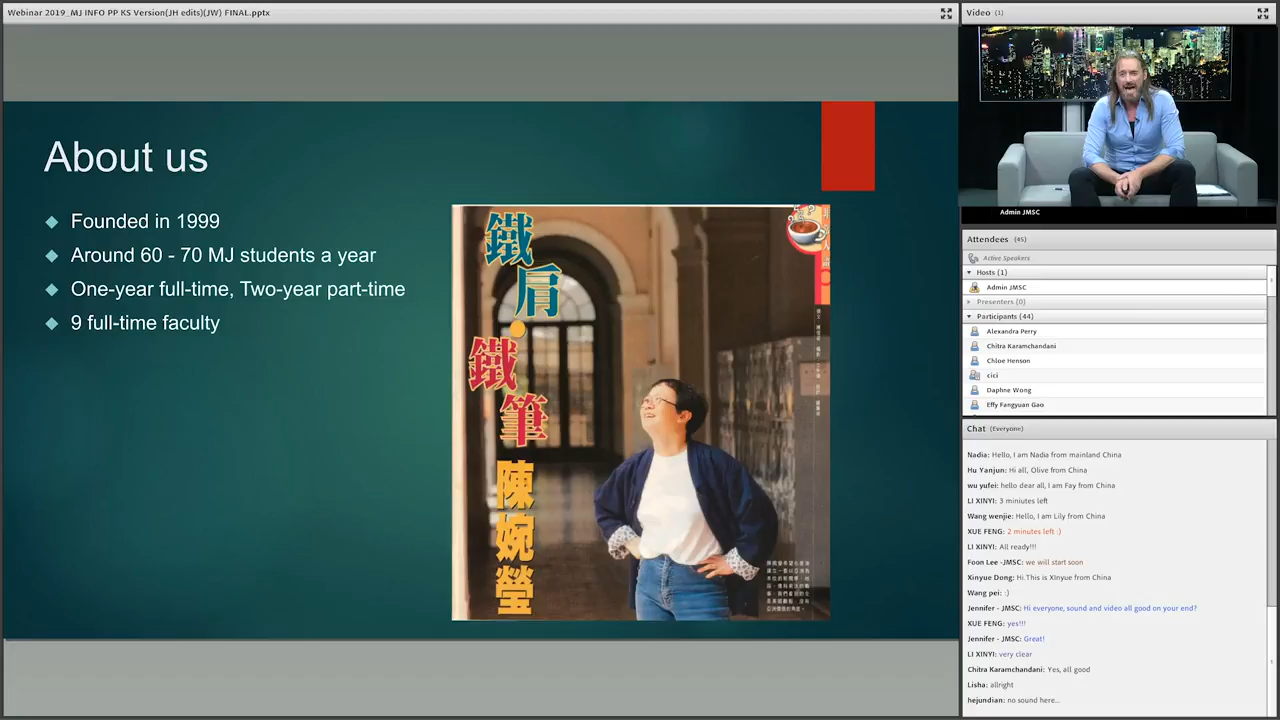 Webinar 2019_MJ INFO PP KS Version(JH edits)(JW) FINAL.pptx
About us
Founded in 1999
Around 60 - 70 MJ students a year
One-year full-time, Two-year part-time
9 full-time faculty
鐵肩•鐵筆
陳婉瑩
Video (1)
Admin JMSC
Attendees (45)
Active Speakers
Hosts (1)
Admin JMSC
Presenters (0)
Participants (44)
Alexandra Perry
Chitra Karamchandani
Chloe Henson
cici
Daphne Wong
Effy Fangyuan Gao
Chat (Everyone)
Nadia: Hello, I am Nadia from mainland China
Hu Yanjun: Hi all, Olive from China
wu yufei: hello dear all, I am Fay from China
LI XINYI: 3 miniutes left
Wang wenjie: Hello, I am Lily from China
XUE FENG: 2 minutes left :)
LI XINYI: All ready!!!
Foon Lee -JMSC: we will start soon
Xinyue Dong: Hi.This is XInyue from China
Wang pei: :)
Jennifer - JMSC: Hi everyone, sound and video all good on your end?
XUE FENG: yes!!!
Jennifer - JMSC: Great!
LI XINYI: very clear
Chitra Karamchandani: Yes, all good
Lisha: allright
hejundian: no sound here...